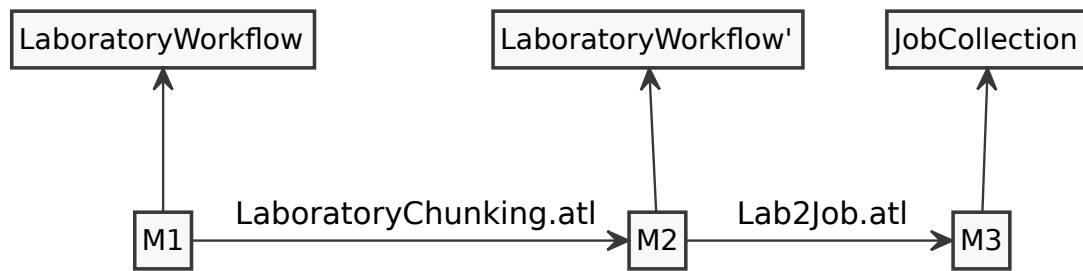 LaboratoryWorkflow
LaboratoryWorkflow'
JobCollection
LaboratoryChunking.atl
Lab2Job.atl
M1
M2
M3